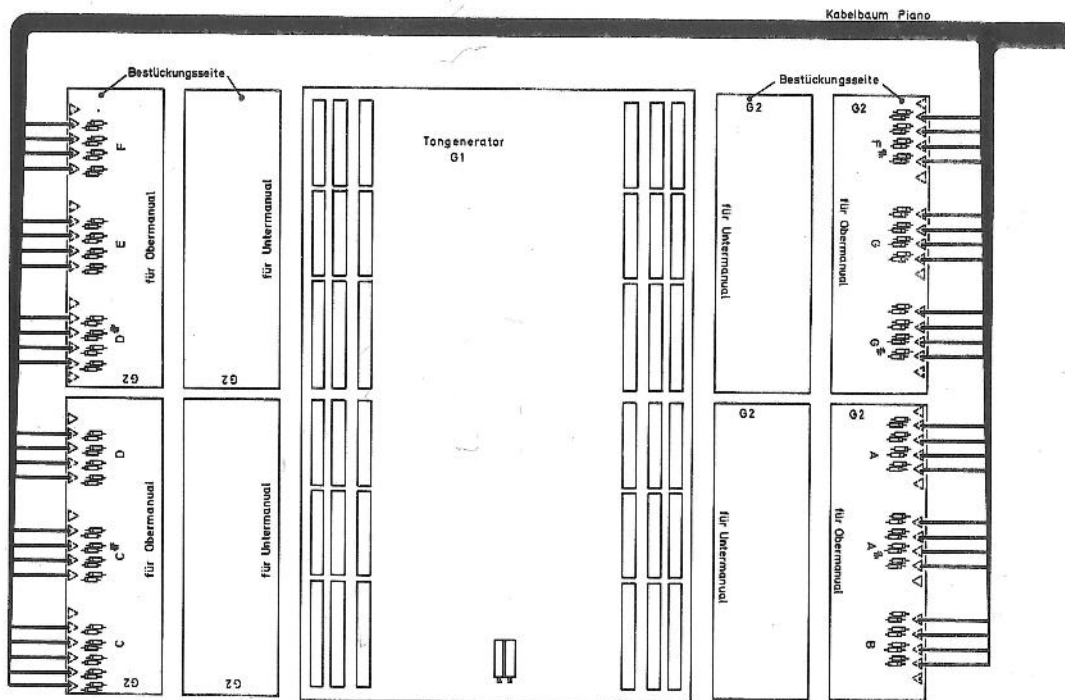 Kabelbaum Piano
Bestückungsseite
Bestückungsseite
Tongenerator
G1
F
E
D#
für Obermanual
G2
für Untermanual
G2
D
C#
C
für Obermanual
G2
für Untermanual
G2
G2
für Untermanual
G2
F#
G
G#
für Obermanual
G2
für Untermanual
G2
A
A#
B
für Obermanual